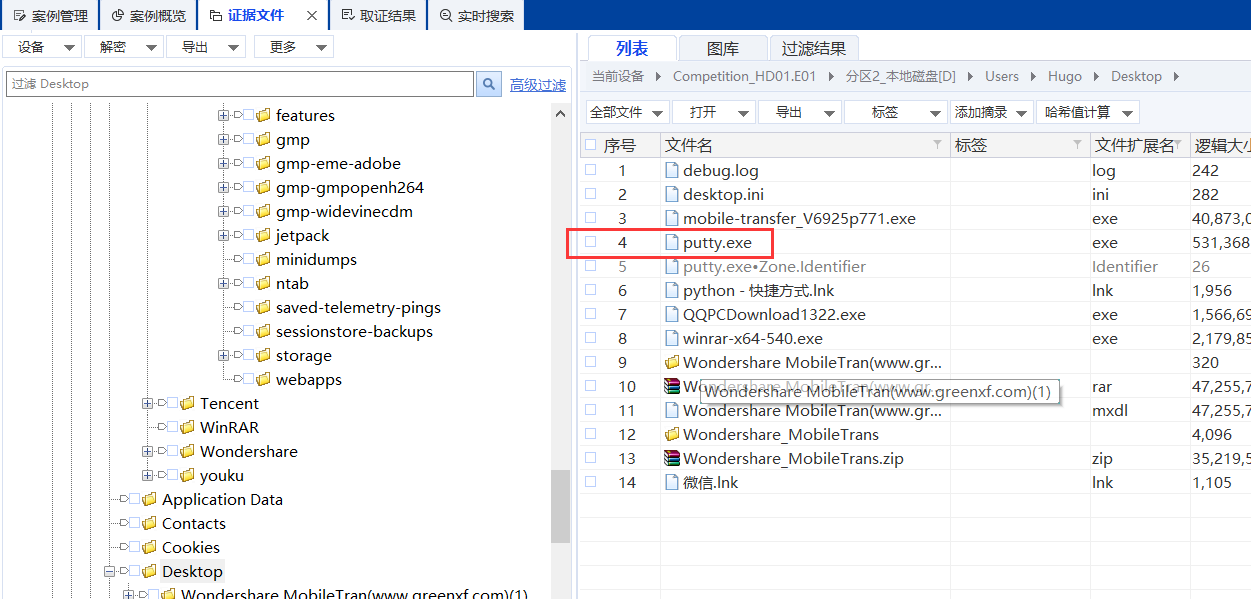 案例管理 案例概览 证据文件 取证结果 实时搜索
设备 解密 导出 更多
过滤 Desktop 高级过滤
features
gmp
gmp-eme-adobe
gmp-gmpopenh264
gmp-widevinecdm
jetpack
minidumps
ntab
saved-telemetry-pings
sessionstore-backups
storage
webapps
Tencent
WinRAR
Wondershare
youku
Application Data
Contacts
Cookies
Desktop
Wondershare MobileTran(www.greenxf.com)(1)
列表 图库 过滤结果
当前设备 Competition_HD01.E01 分区2_本地磁盘[D] Users Hugo Desktop
全部文件 打开 导出 标签 添加摘录 哈希值计算
序号 文件名 标签 文件扩展名 逻辑大小
1 debug.log log 242
2 desktop.ini ini 282
3 mobile-transfer_V6925p771.exe exe 40,873,0
4 putty.exe exe 531,368
5 putty.exe•Zone.Identifier Identifier 26
6 python - 快捷方式.lnk lnk 1,956
7 QQPCDownload1322.exe exe 1,566,69
8 winrar-x64-540.exe exe 2,179,85
9 Wondershare MobileTran(www.gr... 320
10 Wondershare MobileTran(www.gr... rar 47,255,7
Wondershare MobileTran(www.greenxf.com)(1)
11 Wondershare MobileTran(www.gr... mxdl 47,255,7
12 Wondershare_MobileTrans 4,096
13 Wondershare_MobileTrans.zip zip 35,219,5
14 微信.lnk lnk 1,105